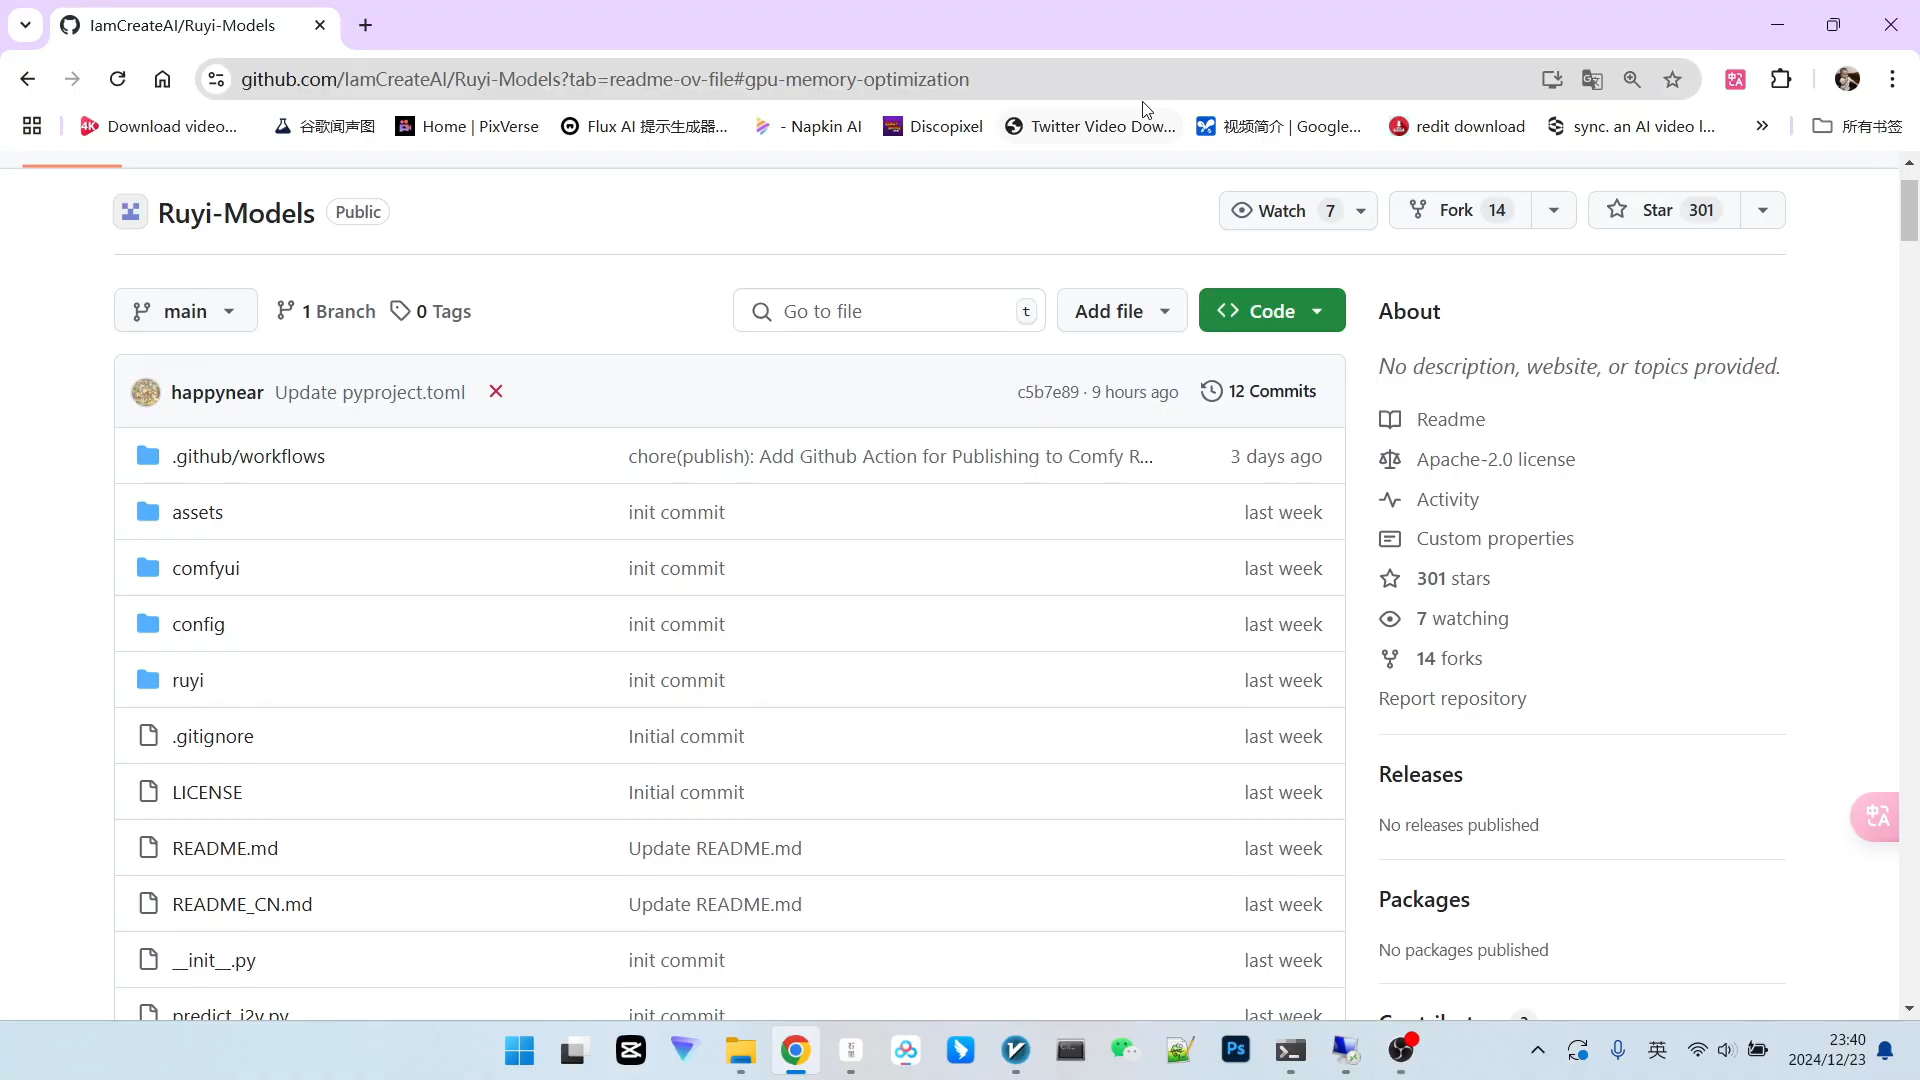 IamCreateAI/Ruyi-Models
github.com/IamCreateAI/Ruyi-Models?tab=readme-ov-file#gpu-memory-optimization
Download video... 谷歌闻声图 Home | PixVerse Flux AI 提示生成器... - Napkin AI Discopixel Twitter Video Dow... 视频简介 | Google... redit download sync. an AI video l... » 所有书签
Ruyi-Models Public Watch 7 Fork 14 Star 301
main 1 Branch 0 Tags Go to file t Add file Code
About
No description, website, or topics provided.
happynear Update pyproject.toml c5b7e89 · 9 hours ago 12 Commits
Readme
.github/workflows chore(publish): Add Github Action for Publishing to Comfy R... 3 days ago
Apache-2.0 license
Activity
assets init commit last week
Custom properties
comfyui init commit last week
301 stars
config init commit last week
7 watching
14 forks
ruyi init commit last week
Report repository
.gitignore Initial commit last week
Releases
LICENSE Initial commit last week
No releases published
README.md Update README.md last week
Packages
README_CN.md Update README.md last week
No packages published
__init__.py init commit last week
predict_i2v.py init commit last week
英 23:40
2024/12/23